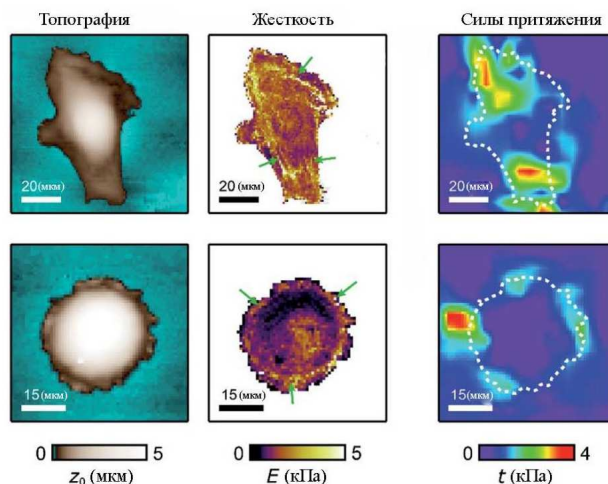 Топография Жесткость Силы притяжения
20 (мкм) 20 (мкм) 20 (мкм)
15 (мкм) 15 (мкм) 15 (мкм)
0 5 0 5 0 4
z₀ (мкм) E (кПа) t (кПа)